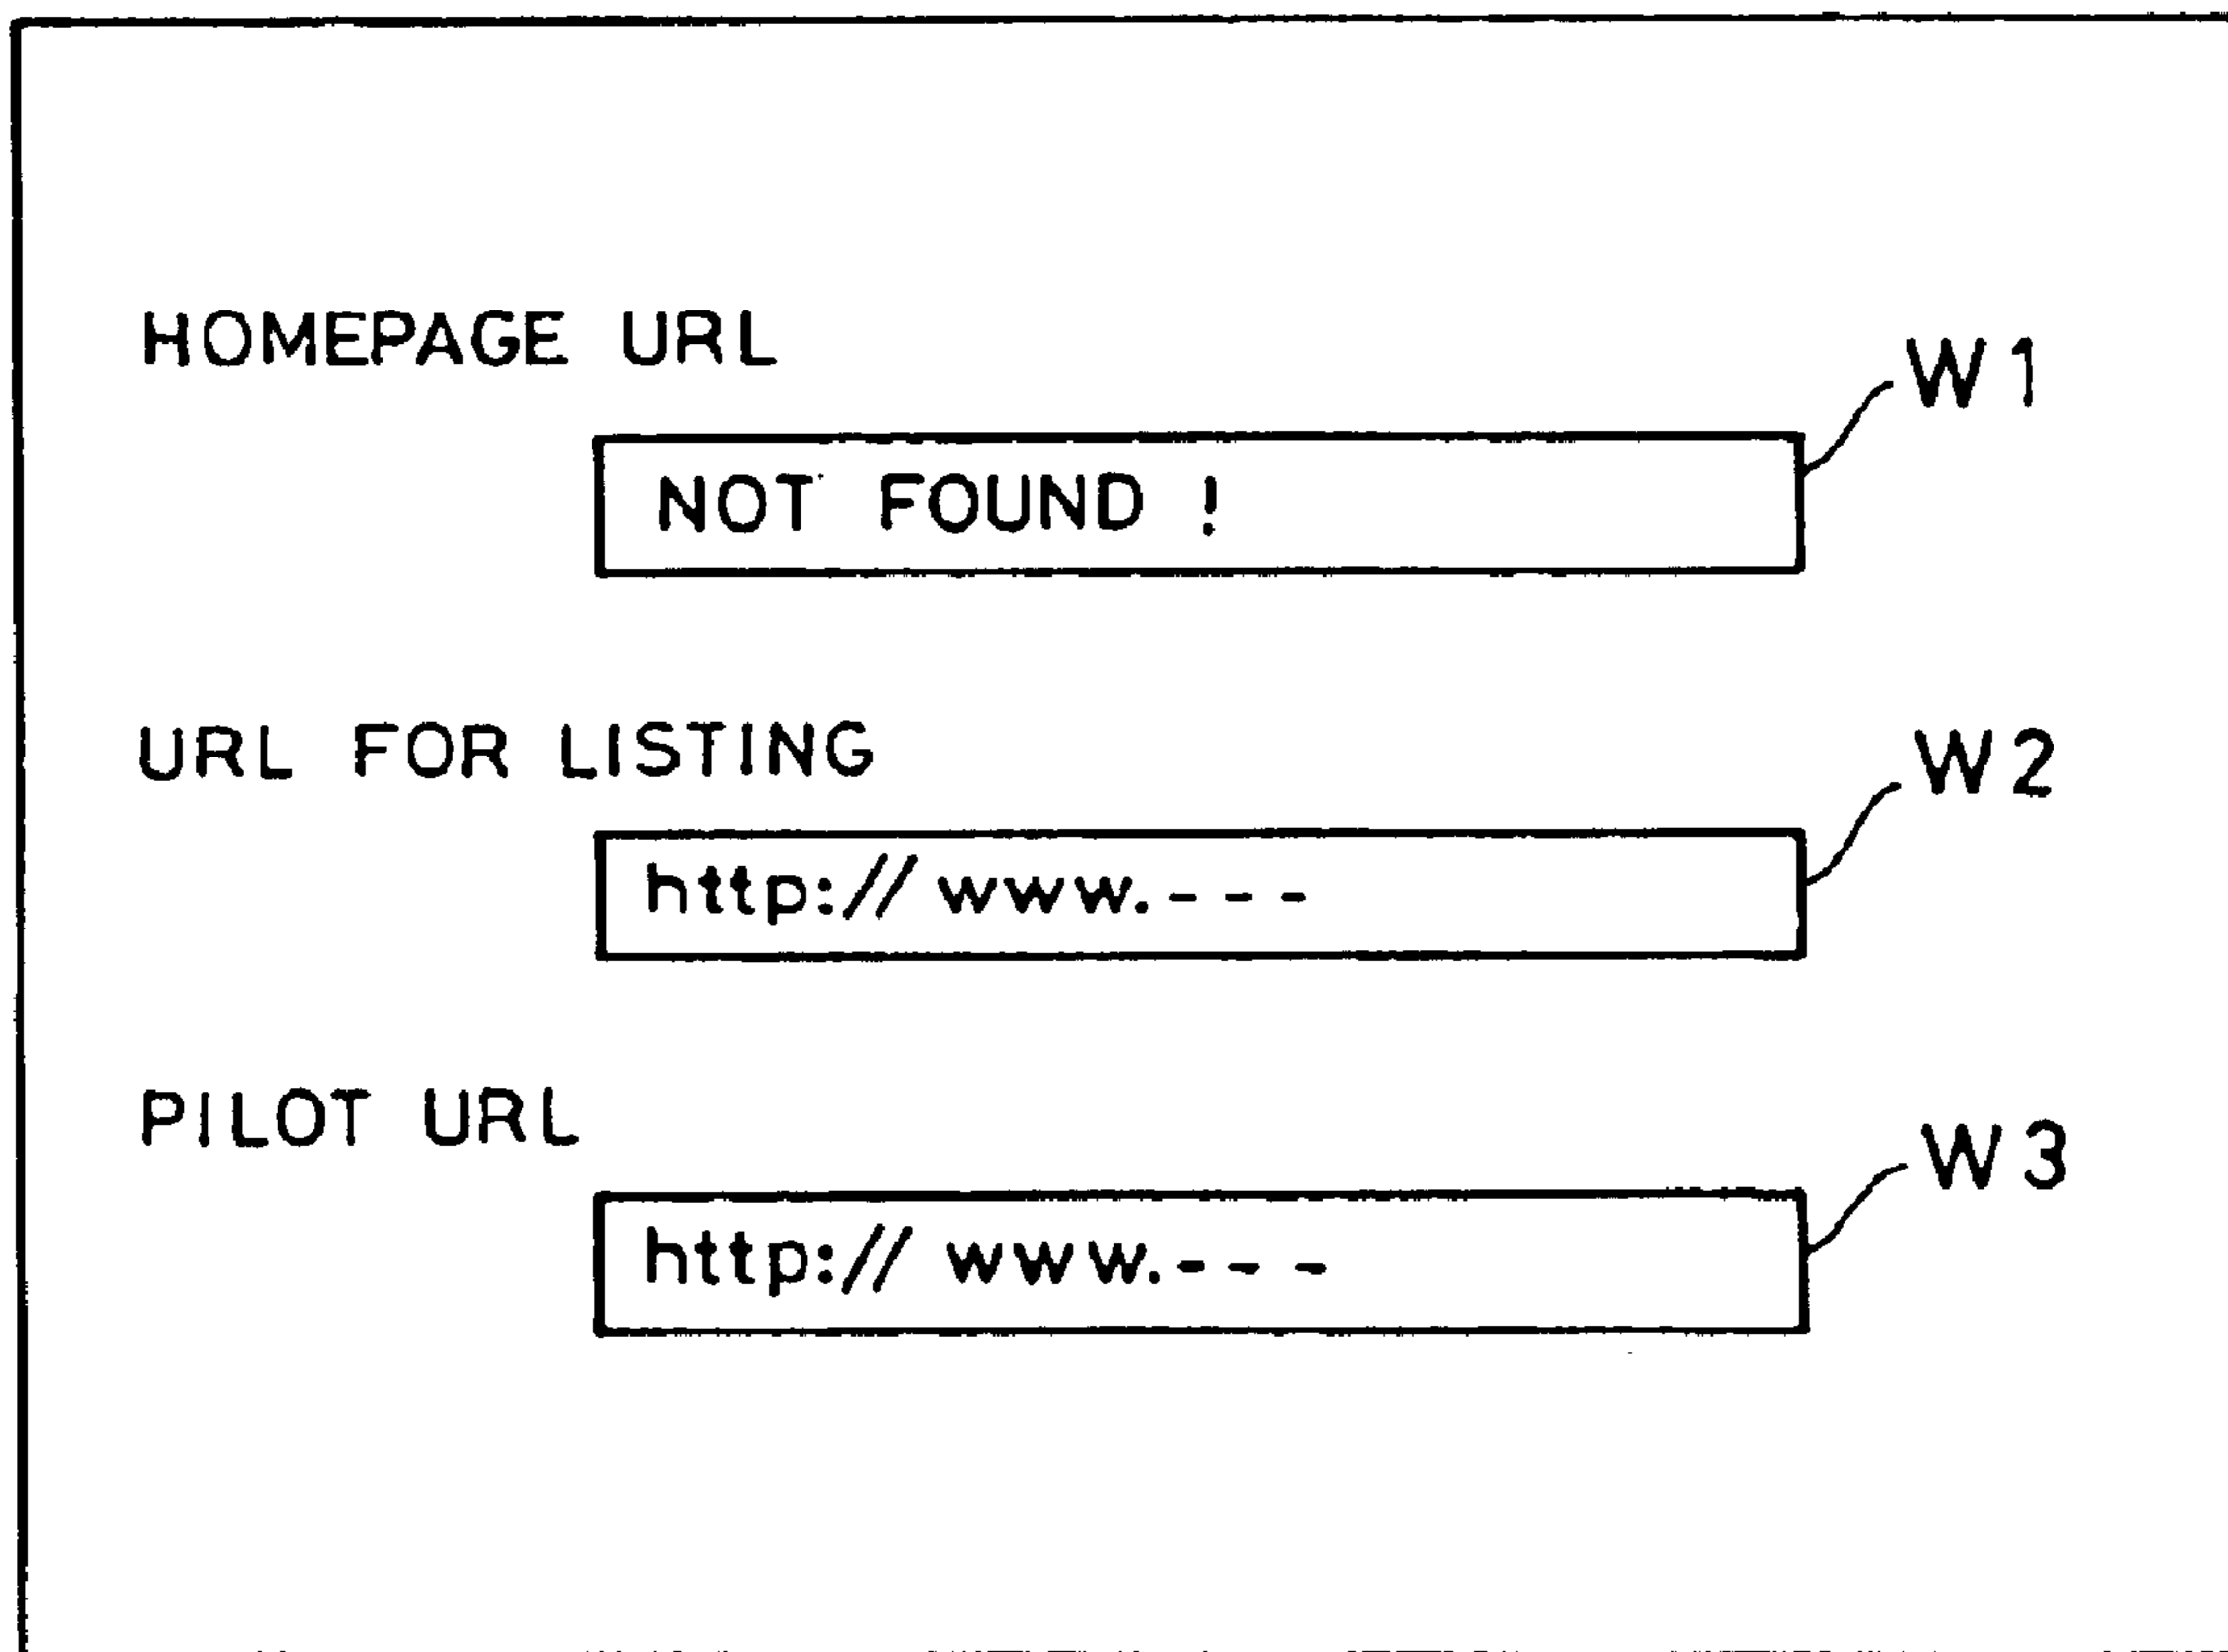 HOMEPAGE URL
W1
NOT FOUND !
URL FOR LISTING
W2
http://www.---
PILOT URL
W3
http://www.---